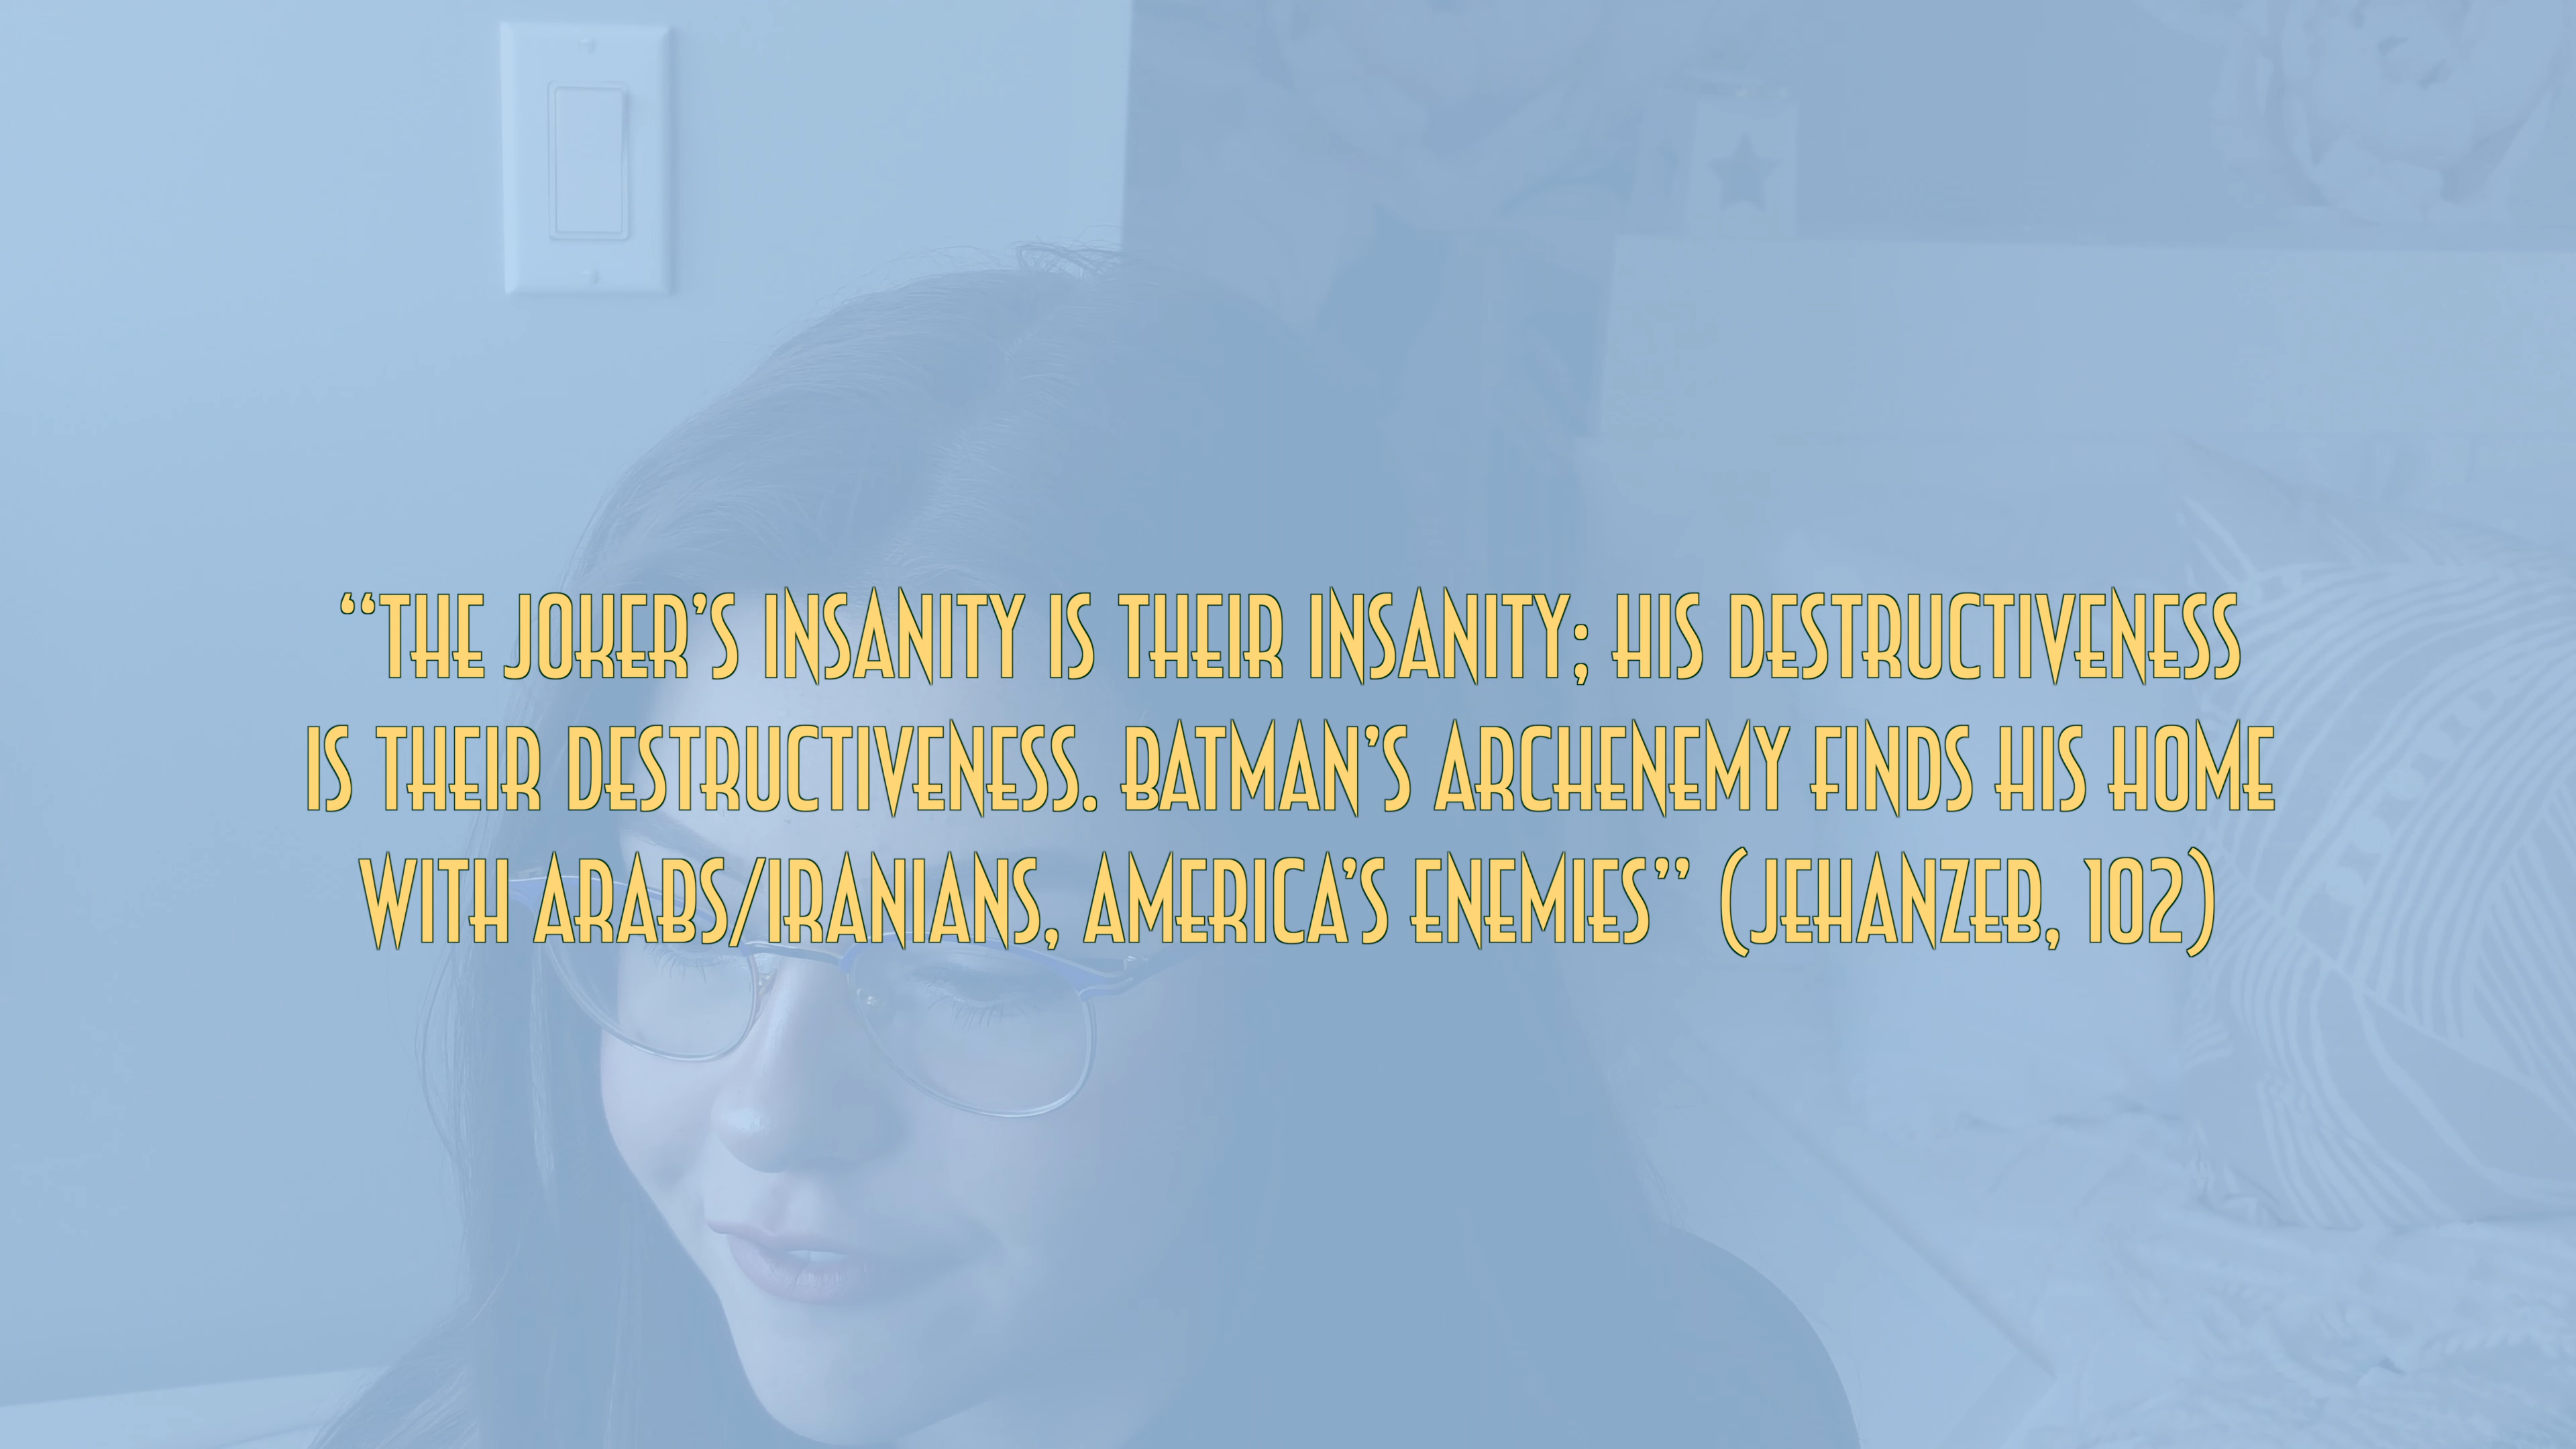 “THE JOKER’S INSANITY IS THEIR INSANITY; HIS DESTRUCTIVENESS
IS THEIR DESTRUCTIVENESS. BATMAN’S ARCHENEMY FINDS HIS HOME
WITH ARABS/IRANIANS, AMERICA’S ENEMIES” (JEHANZEB, 102)